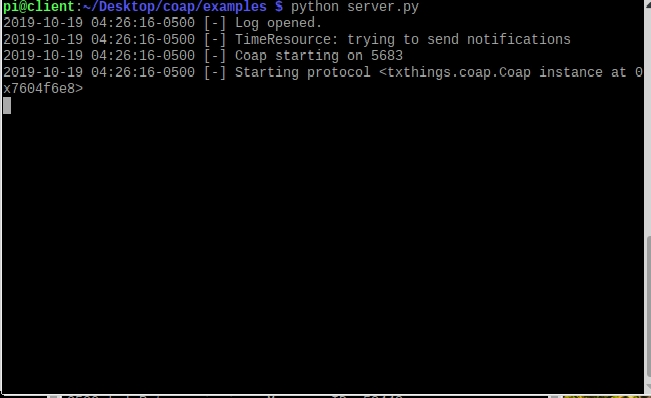 pi@client:~/Desktop/coap/examples $ python server.py
2019-10-19 04:26:16-0500 [-] Log opened.
2019-10-19 04:26:16-0500 [-] TimeResource: trying to send notifications
2019-10-19 04:26:16-0500 [-] Coap starting on 5683
2019-10-19 04:26:16-0500 [-] Starting protocol <txthings.coap.Coap instance at 0
x7604f6e8>